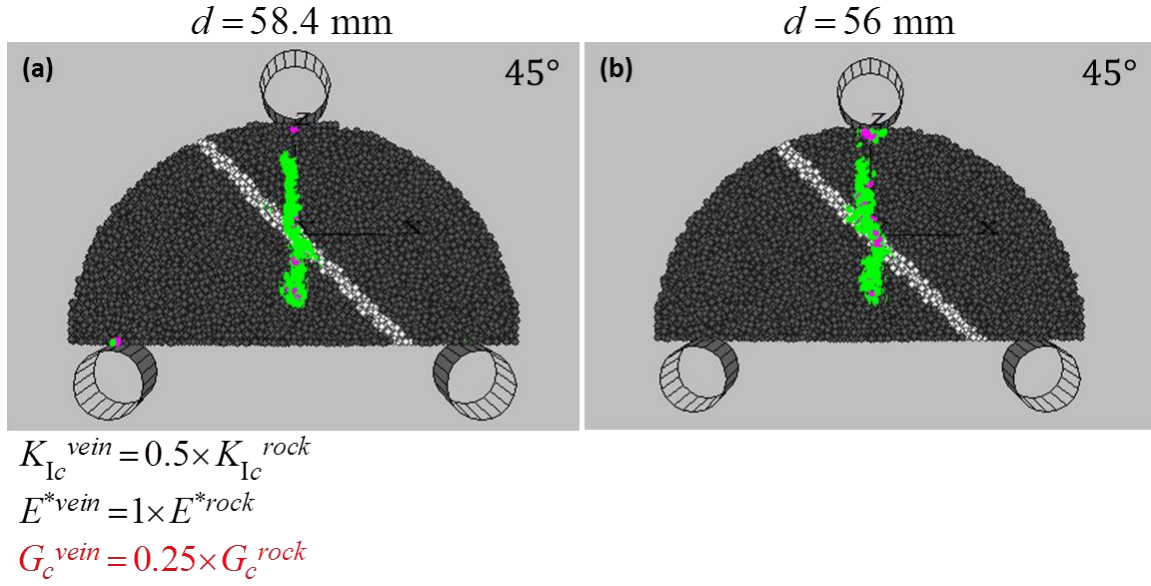 d = 58.4 mm
d = 56 mm
(a)
45°
(b)
45°
z
x
z
x
K_Ic^vein = 0.5 × K_Ic^rock
E^*vein = 1 × E^*rock
G_c^vein = 0.25 × G_c^rock